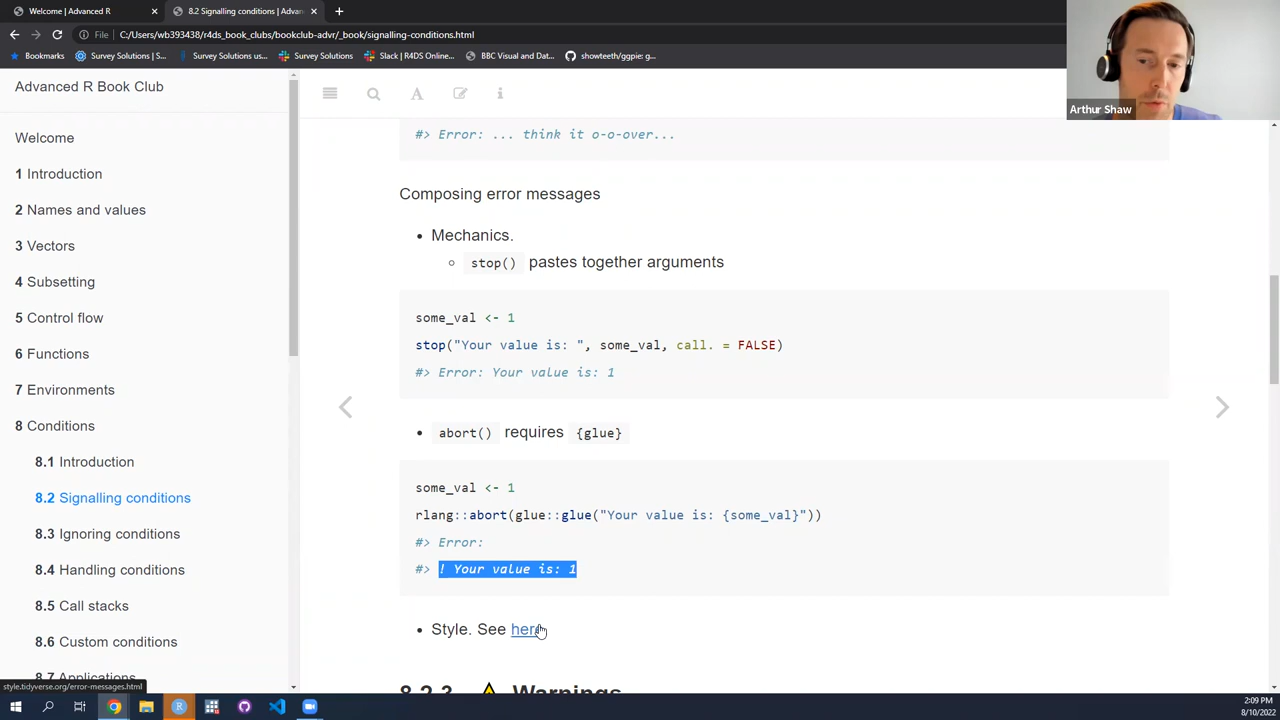 Welcome | Advanced R
8.2 Signalling conditions | Advan
File
C:/Users/wb393438/r4ds_book_clubs/bookclub-advr/_book/signalling-conditions.html
Bookmarks
Survey Solutions (S...
Survey Solutions us...
Survey Solutions
Slack | R4DS Online...
BBC Visual and Dat...
showteeth/ggpie: g...
Arthur Shaw
Advanced R Book Club
Welcome
1 Introduction
2 Names and values
3 Vectors
4 Subsetting
5 Control flow
6 Functions
7 Environments
8 Conditions
8.1 Introduction
8.2 Signalling conditions
8.3 Ignoring conditions
8.4 Handling conditions
8.5 Call stacks
8.6 Custom conditions
8.7 Applications
#> Error: ... think it o-o-over...
Composing error messages
• Mechanics.
stop() pastes together arguments
some_val <- 1
stop("Your value is: ", some_val, call. = FALSE)
#> Error: Your value is: 1
• abort() requires {glue}
some_val <- 1
rlang::abort(glue::glue("Your value is: {some_val}"))
#> Error:
#> ! Your value is: 1
• Style. See here
8.2.3 Warnings
style.tidyverse.org/error-messages.html
2:09 PM
8/10/2022